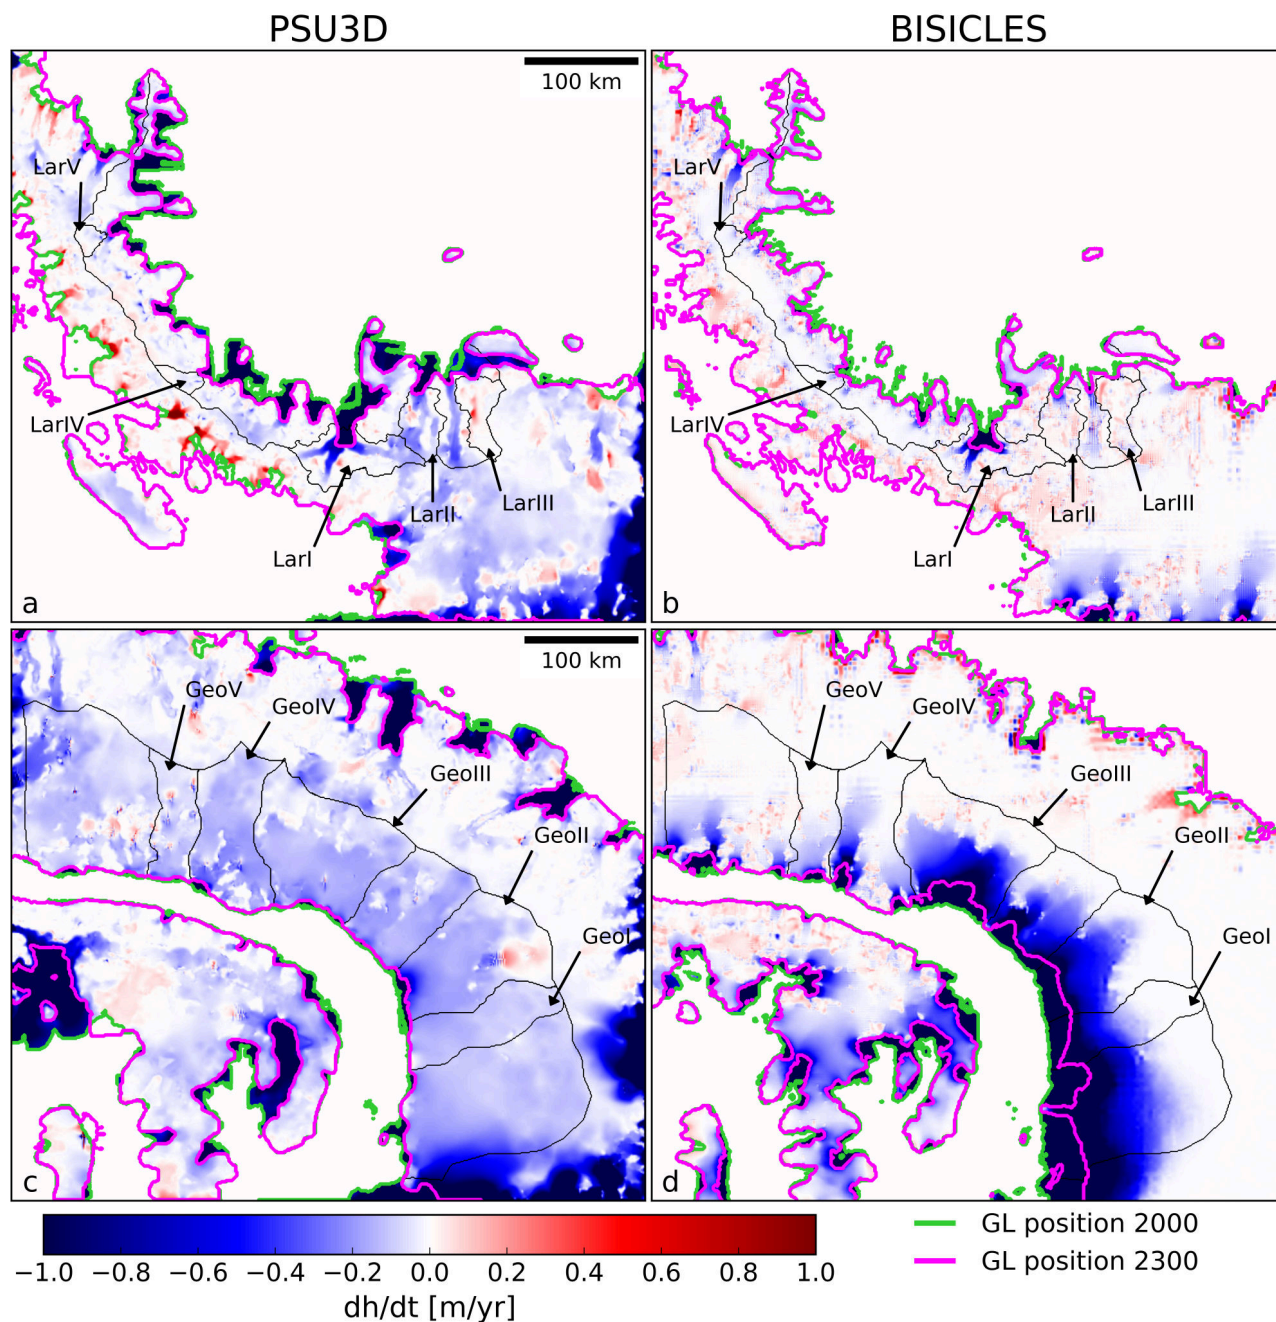 PSU3D
BISICLES
100 km
LarV
LarIV
LarI
LarII
LarIII
a
LarV
LarIV
LarI
LarII
LarIII
b
100 km
GeoV
GeoIV
GeoIII
GeoII
GeoI
c
GeoV
GeoIV
GeoIII
GeoII
GeoI
d
−1.0 −0.8 −0.6 −0.4 −0.2 0.0 0.2 0.4 0.6 0.8 1.0
dh/dt [m/yr]
GL position 2000
GL position 2300